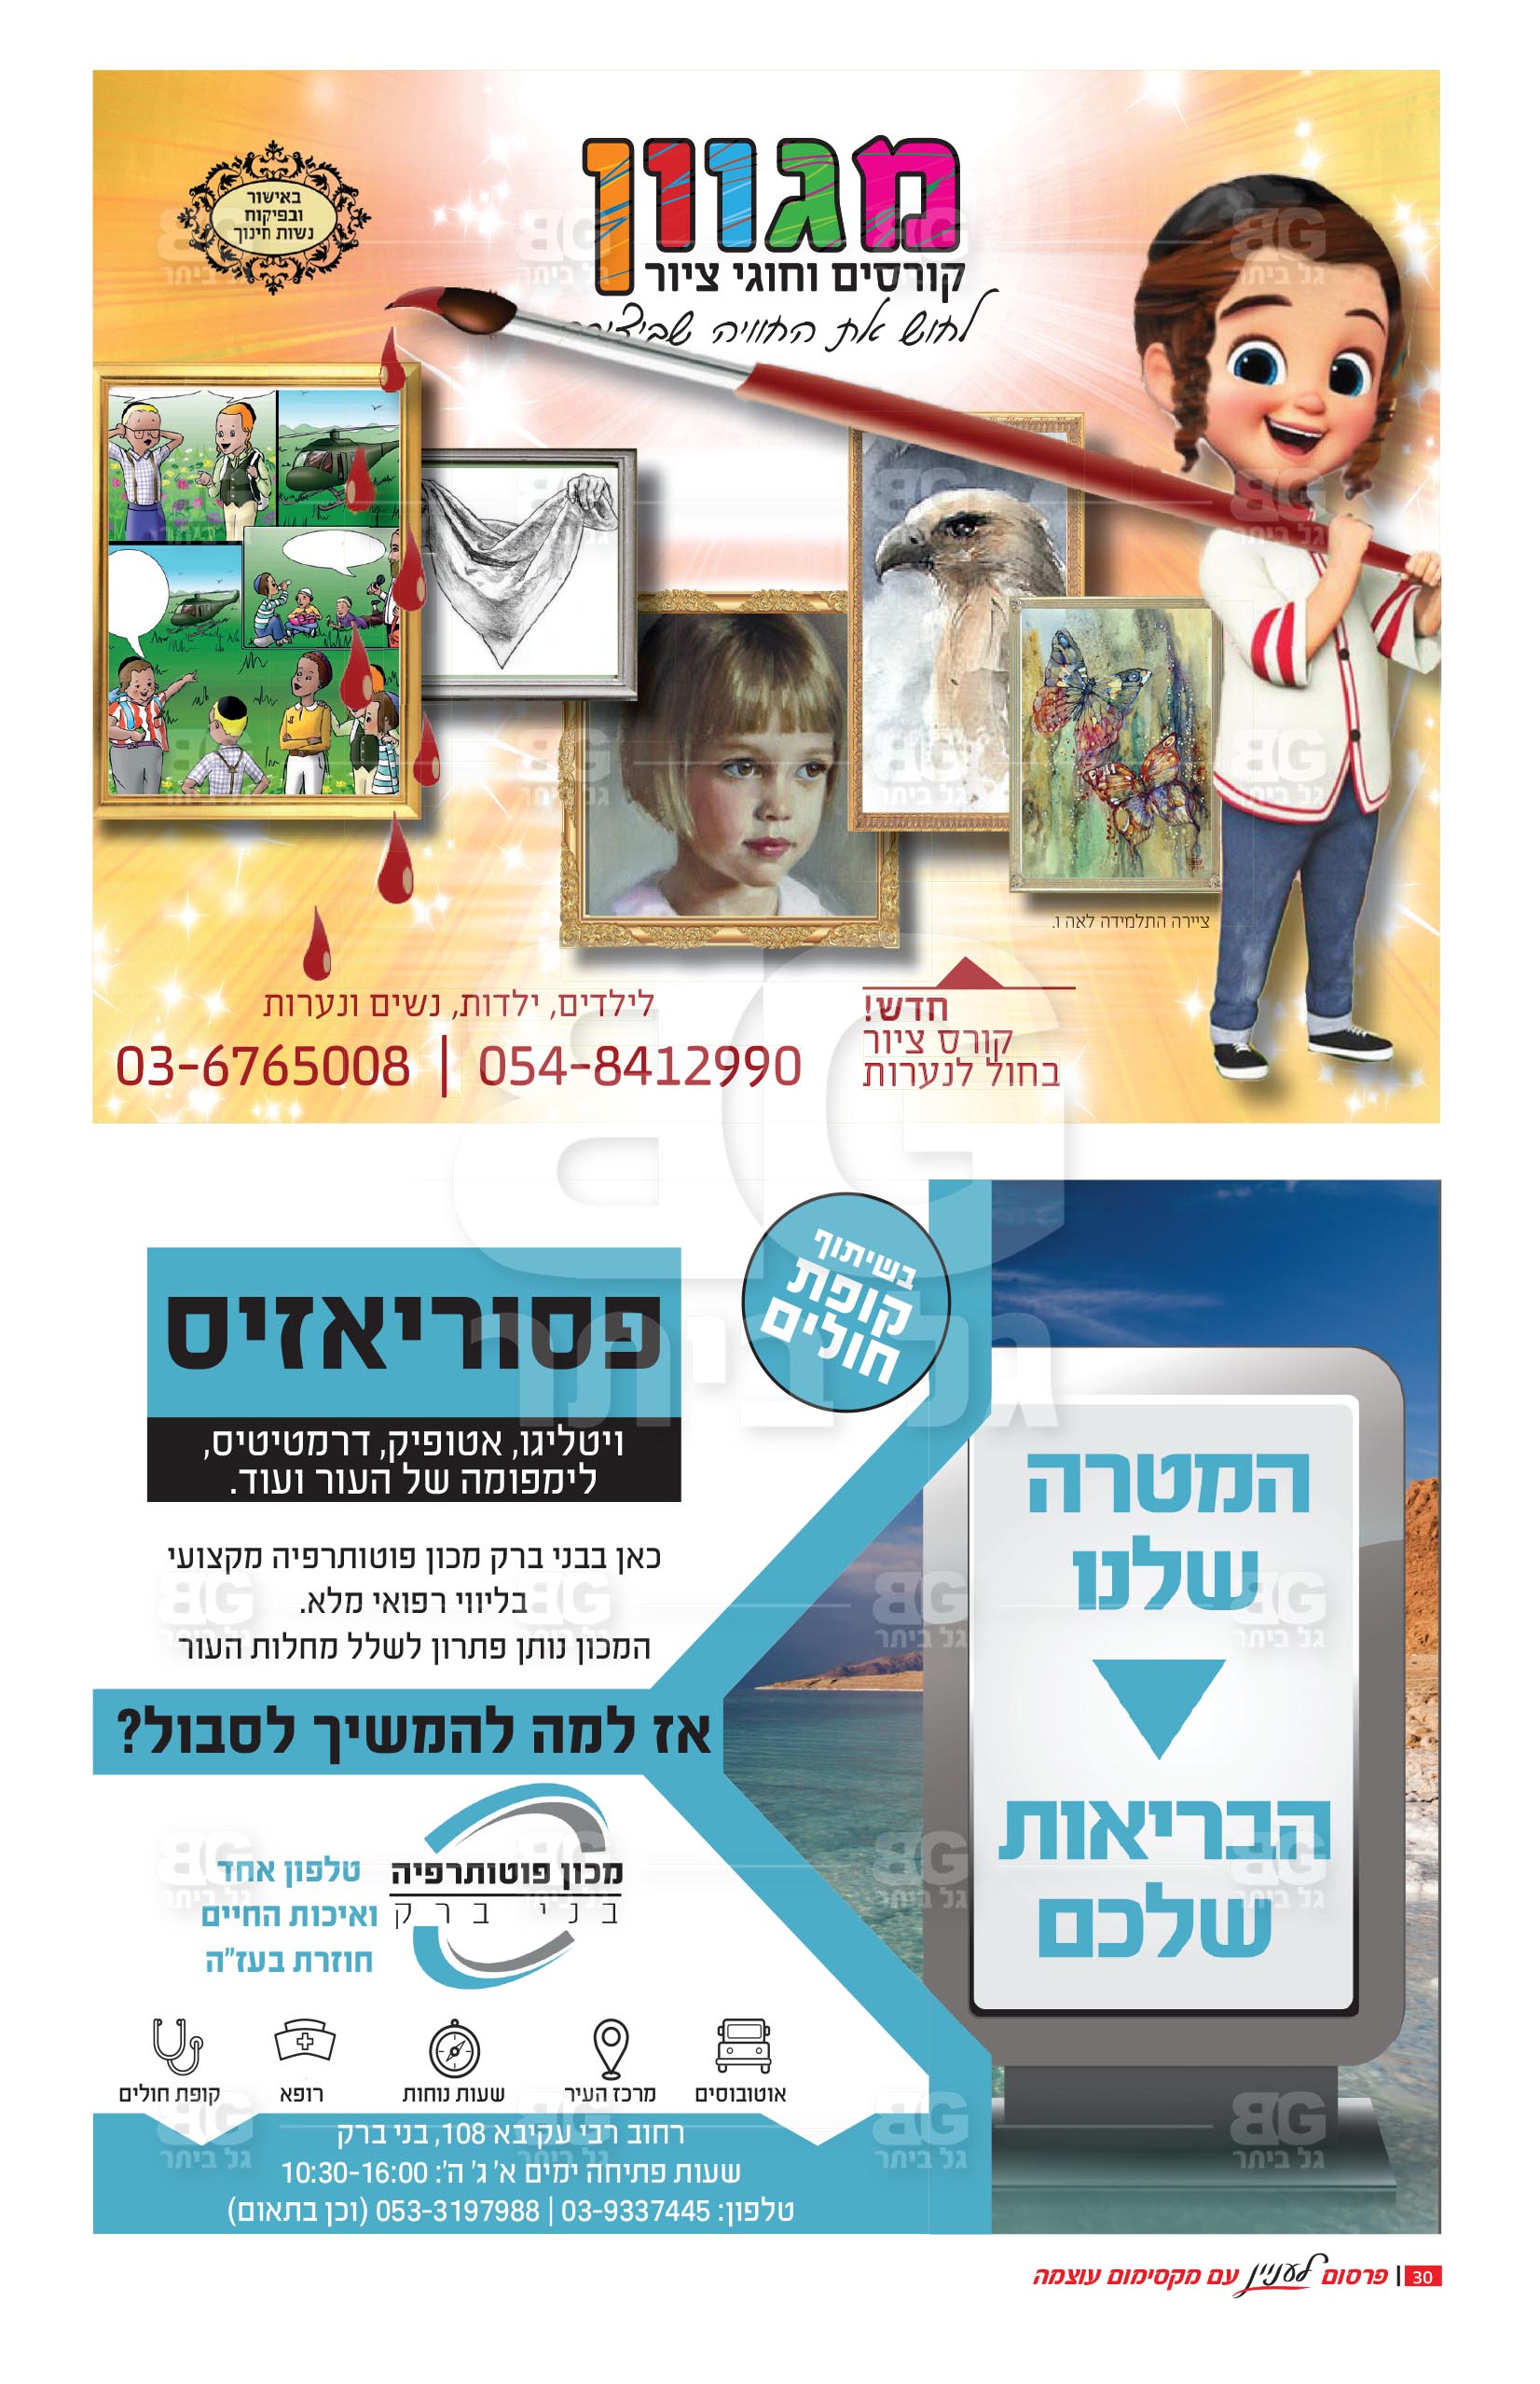 באישור
ובפיקוח
נשות חינוך
מגוון
קורסים וחוגי ציור
לחוש את החוויה
ציירה התלמידה לאה ו.
חדש!
קורס ציור
בחול לנערות
לילדים, ילדות, נשים ונערות
03-6765008 | 054-8412990
בשיתוף
קופת
חולים
פסוריאזיס
ויטליגו, אטופיק, דרמטיטיס,
לימפומה של העור ועוד.
כאן בבני ברק מכון פוטותרפיה מקצועי
בליווי רפואי מלא.
המכון נותן פתרון לשלל מחלות העור
אז למה להמשיך לסבול?
המטרה
שלנו
הבריאות
שלכם
מכון פוטותרפיה
בני ברק
טלפון אחד
ואיכות החיים
חוזרת בעז"ה
אוטובוסים
מרכז העיר
שעות נוחות
רופא
קופת חולים
רחוב רבי עקיבא 108, בני ברק
שעות פתיחה ימים א' ג' ה': 10:30-16:00
טלפון: 03-9337445 | 053-3197988 (וכן בתאום)
30 | פרסום לעניין עם מקסימום עוצמה
BG
גל ביתר